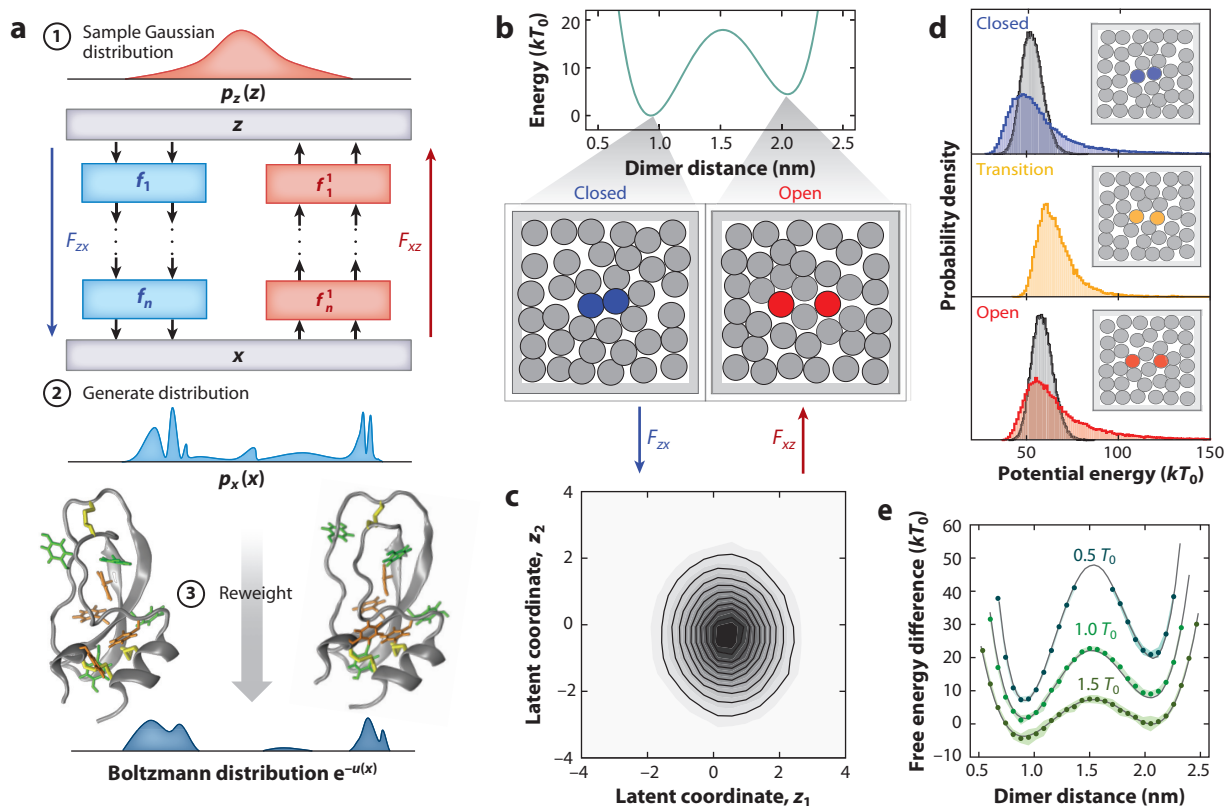 a
1 Sample Gaussian
distribution
p_z(z)
z
f_1
f_1^1
F_zx
F_xz
f_n
f_n^1
x
2 Generate distribution
p_x(x)
3 Reweight
Boltzmann distribution e^–u(x)
b
Energy (kT_0)
20
10
0
0.5 1.0 1.5 2.0 2.5
Dimer distance (nm)
Closed
Open
F_zx
F_xz
c
Latent coordinate, z_2
4
2
0
−2
−4
−4 −2 0 2 4
Latent coordinate, z_1
d
Probability density
Closed
Transition
Open
50 100 150
Potential energy (kT_0)
e
Free energy difference (kT_0)
60
50
40
30
20
10
0
−10
0.5 T_0
1.0 T_0
1.5 T_0
0.5 1.0 1.5 2.0 2.5
Dimer distance (nm)